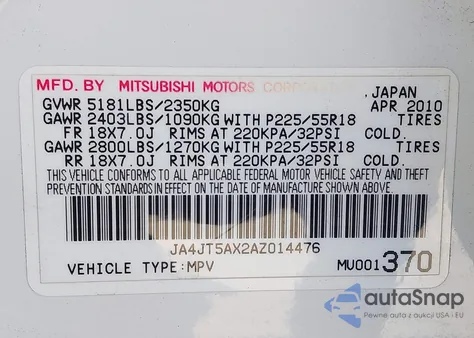 MFD. BY MITSUBISHI MOTORS CORPORATION. JAPAN
GVWR 5181LBS/2350KG APR 2010
GAWR 2403LBS/1090KG WITH P225/55R18 TIRES
FR 18X7.0J RIMS AT 220KPA/32PSI COLD.
GAWR 2800LBS/1270KG WITH P225/55R18 TIRES
RR 18X7.0J RIMS AT 220KPA/32PSI COLD.
THIS VEHICLE CONFORMS TO ALL APPLICABLE FEDERAL MOTOR VEHICLE SAFETY AND
THEFT PREVENTION STANDARDS IN EFFECT ON THE DATE OF MANUFACTURE SHOWN ABOVE.
JA4JT5AX2AZ014476
VEHICLE TYPE:MPV MU001370
autoSnap
Pewne auta z aukcji USA i EU